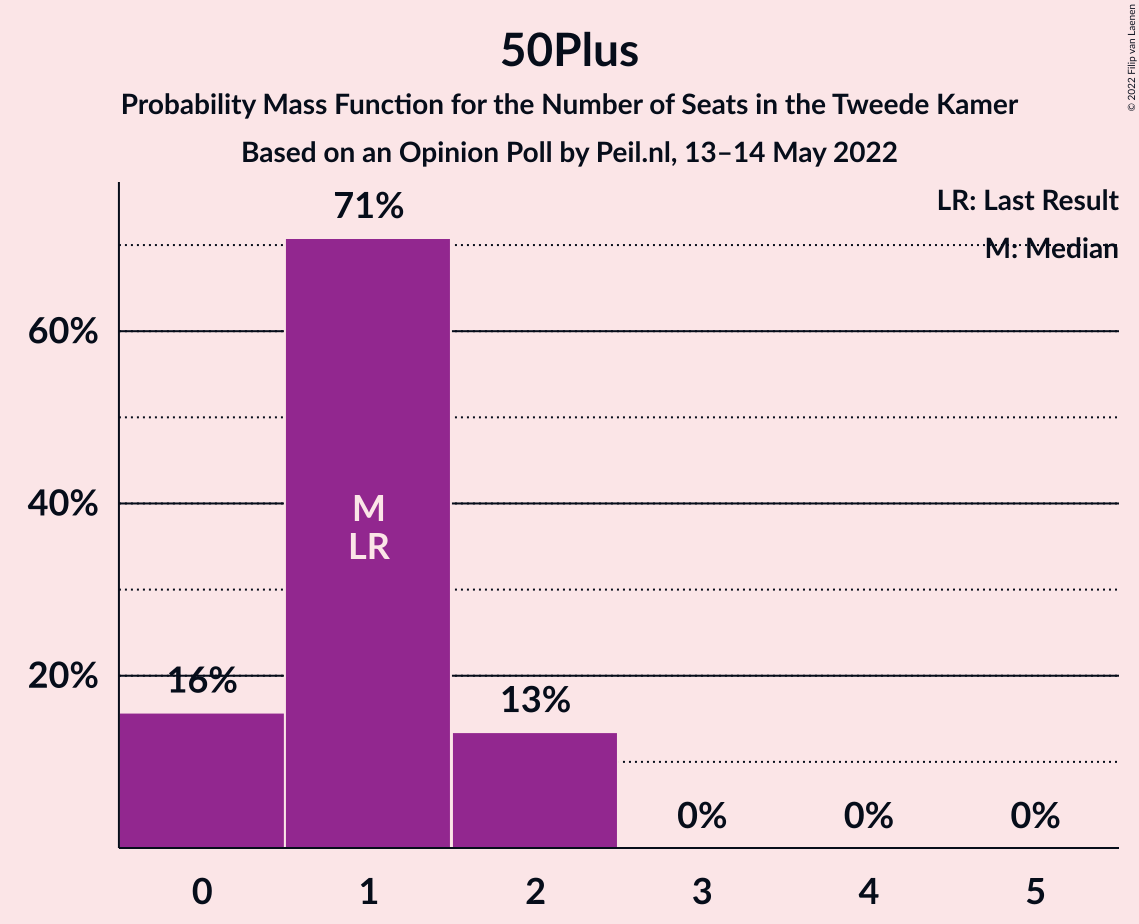 50Plus
Probability Mass Function for the Number of Seats in the Tweede Kamer
Based on an Opinion Poll by Peil.nl, 13–14 May 2022
© 2022 Filip van Laenen
LR: Last Result
M: Median
71%
60%
40%
M
LR
20%
16%
13%
0%
0%
0%
0
1
2
3
4
5